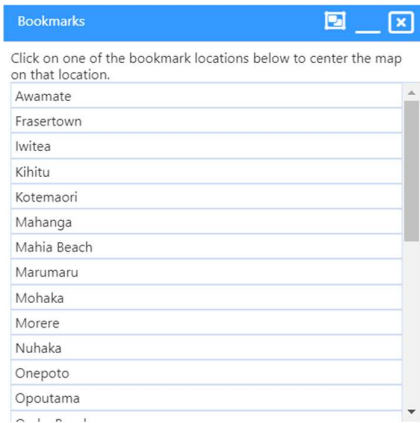 Bookmarks
Click on one of the bookmark locations below to center the map
on that location.
Awamate
Frasertown
Iwitea
Kihitu
Kotemaori
Mahanga
Mahia Beach
Marumaru
Mohaka
Morere
Nuhaka
Onepoto
Opoutama